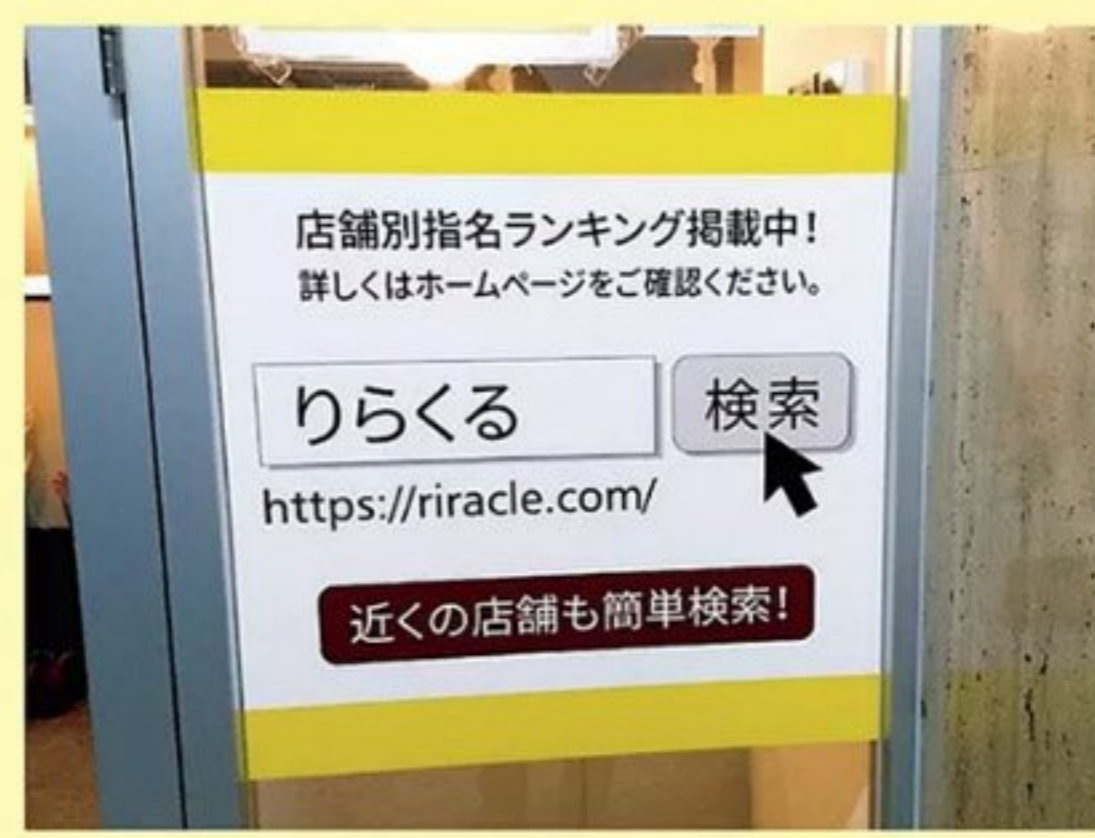 店舗別指名ランキング掲載中!
詳しくはホームページをご確認ください。
りらくる 検索
https://riracle.com/
近くの店舗も簡単検索!